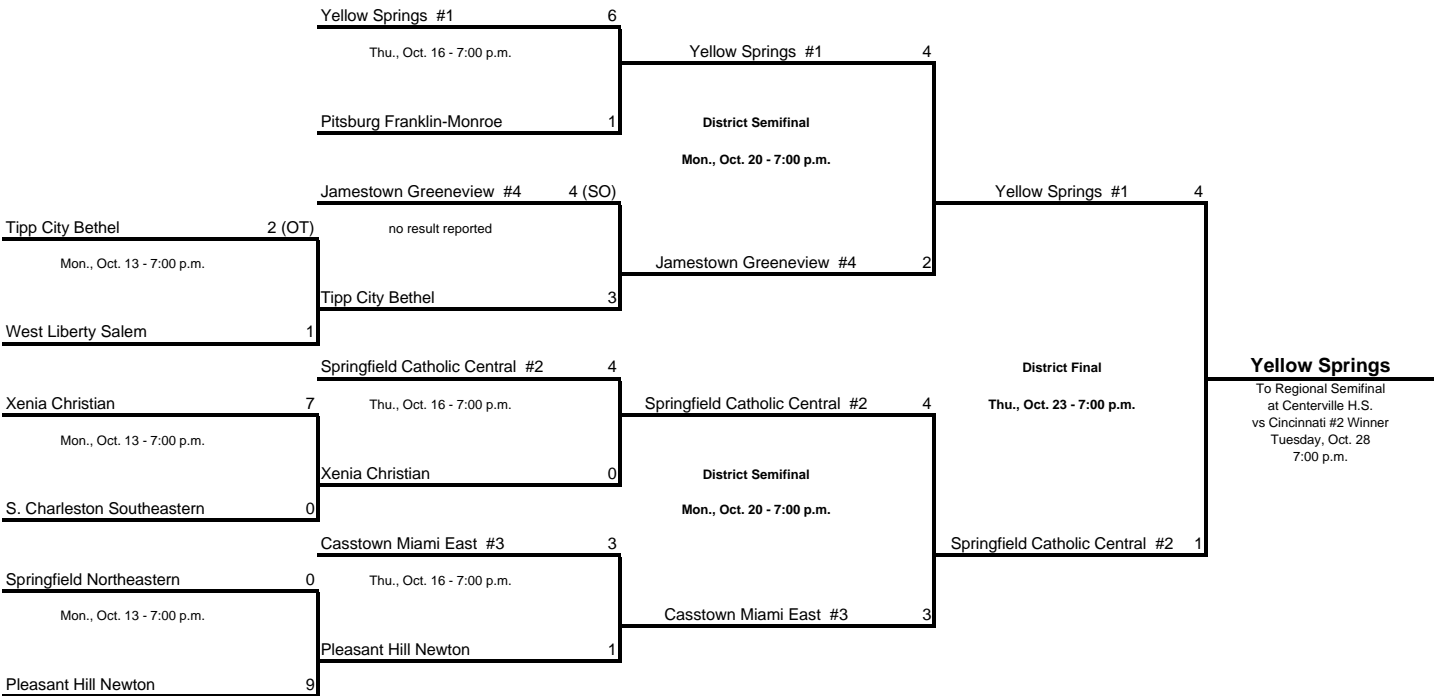 Yellow Springs #1 6
Thu., Oct. 16 - 7:00 p.m.
Yellow Springs #1 4
Pitsburg Franklin-Monroe 1
District Semifinal
Mon., Oct. 20 - 7:00 p.m.
Jamestown Greeneview #4 4 (SO)
Yellow Springs #1 4
Tipp City Bethel 2 (OT)
no result reported
Mon., Oct. 13 - 7:00 p.m.
Jamestown Greeneview #4 2
Tipp City Bethel 3
West Liberty Salem 1
Springfield Catholic Central #2 4
District Final
Yellow Springs
To Regional Semifinal
at Centerville H.S.
vs Cincinnati #2 Winner
Tuesday, Oct. 28
7:00 p.m.
Xenia Christian 7
Thu., Oct. 16 - 7:00 p.m.
Springfield Catholic Central #2 4
Thu., Oct. 23 - 7:00 p.m.
Mon., Oct. 13 - 7:00 p.m.
Xenia Christian 0
District Semifinal
S. Charleston Southeastern 0
Mon., Oct. 20 - 7:00 p.m.
Casstown Miami East #3 3
Springfield Catholic Central #2 1
Springfield Northeastern 0
Thu., Oct. 16 - 7:00 p.m.
Mon., Oct. 13 - 7:00 p.m.
Casstown Miami East #3 3
Pleasant Hill Newton 1
Pleasant Hill Newton 9